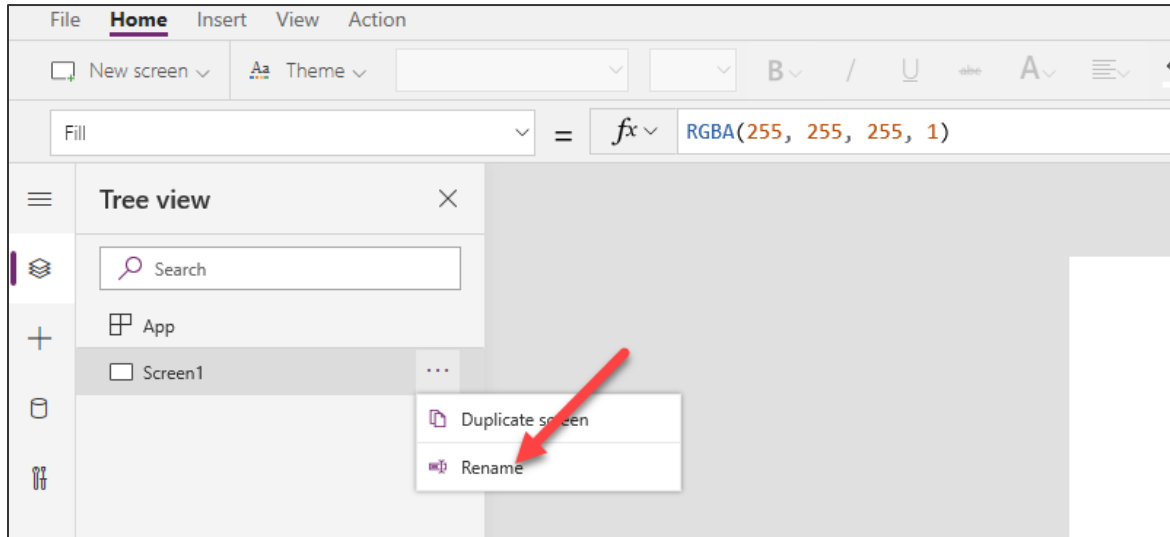 File Home Insert View Action
New screen Aa Theme B / U abc A
Fill = fx RGBA(255, 255, 255, 1)
Tree view
Search
App
Screen1 ...
Duplicate screen
Rename